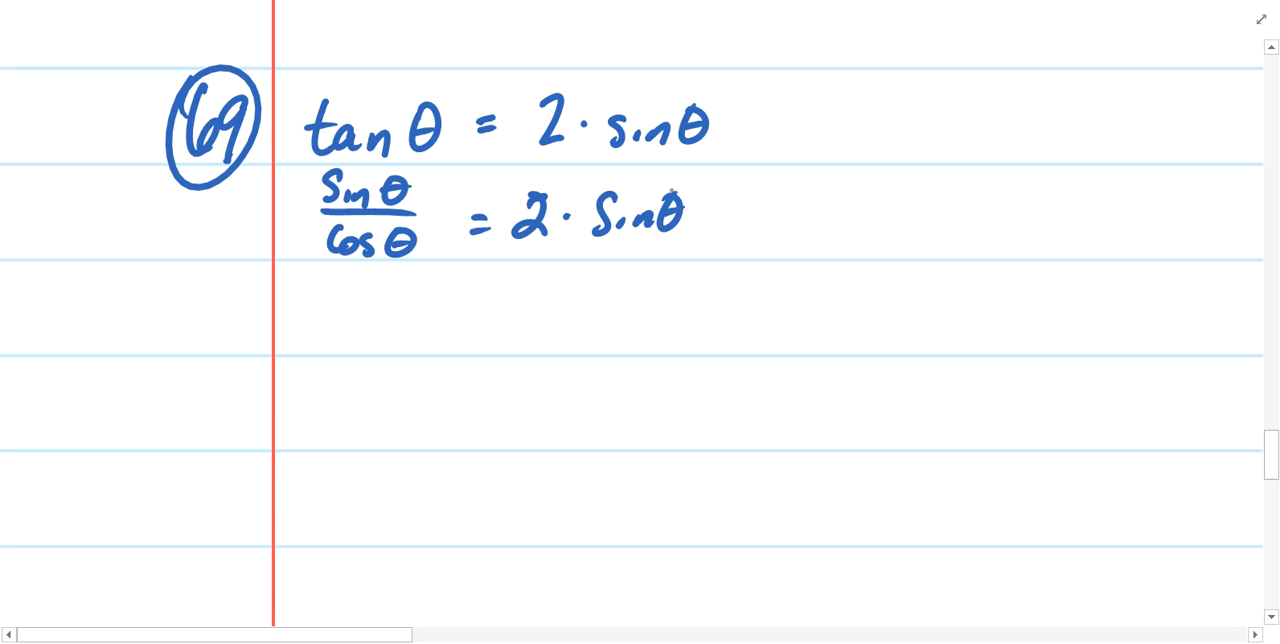 69 tan θ = 2 · sin θ
sin θ / cos θ = 2 · sin θ